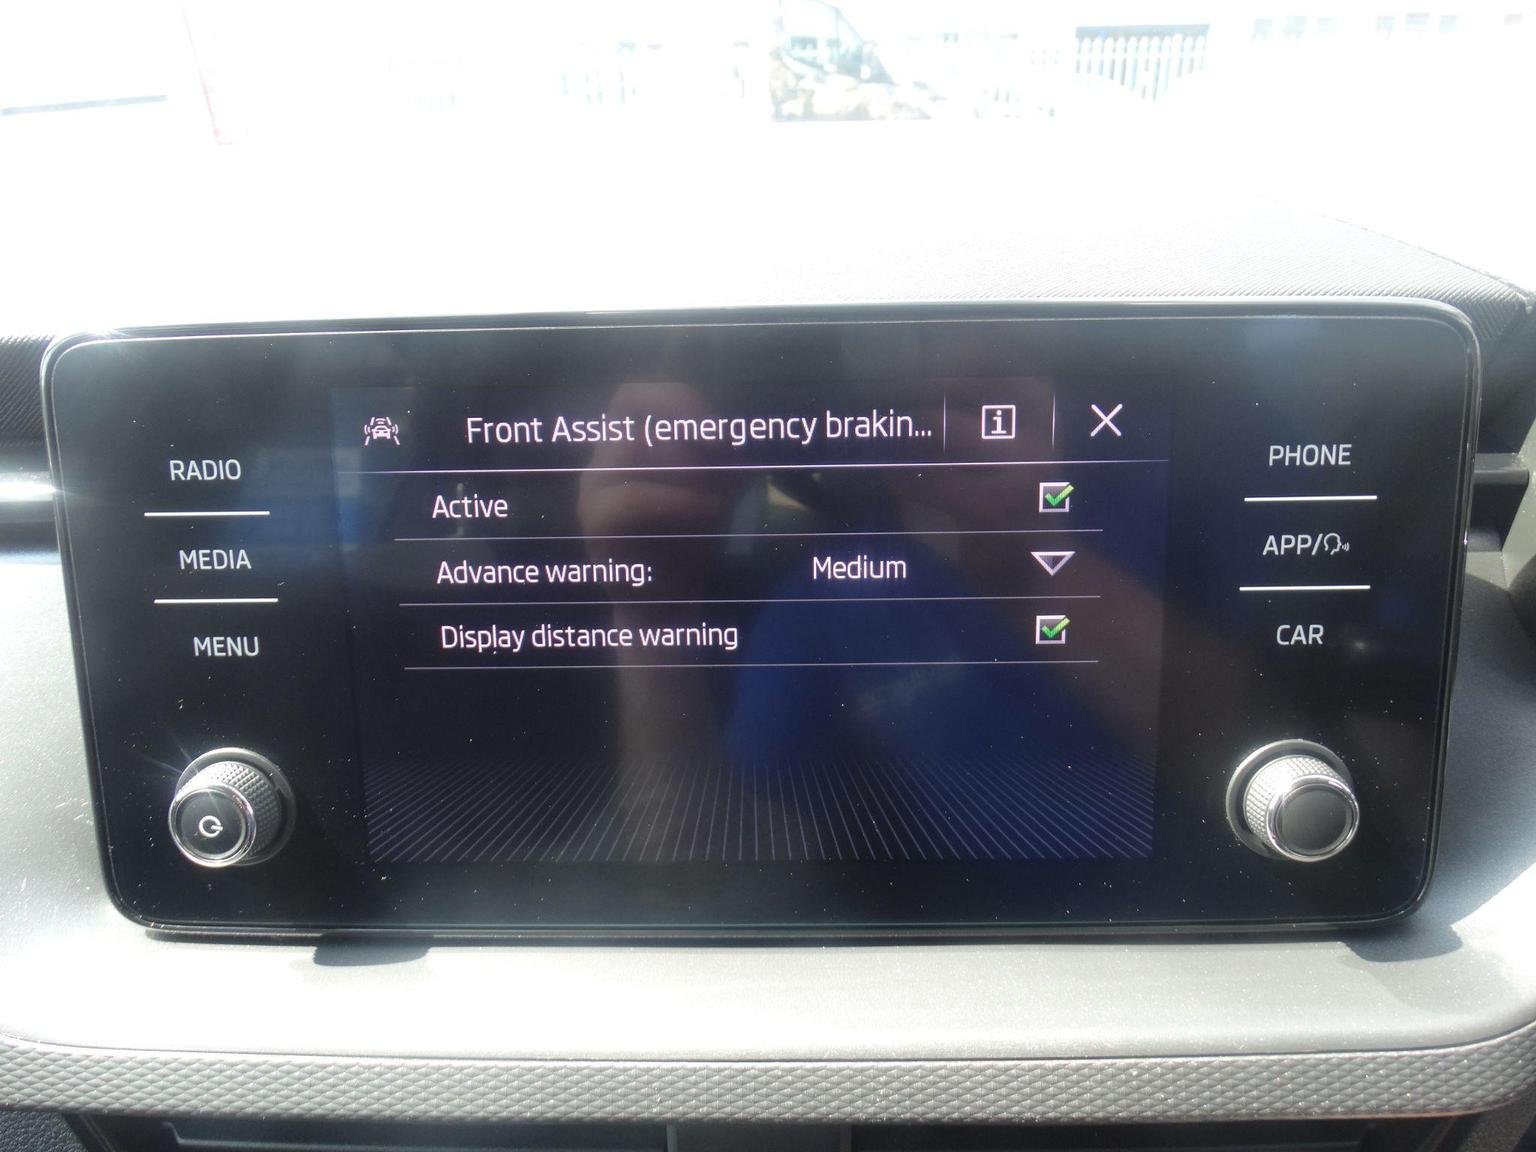 Front Assist (emergency brakin...
Active
Advance warning: Medium
Display distance warning
RADIO
MEDIA
MENU
PHONE
APP/
CAR